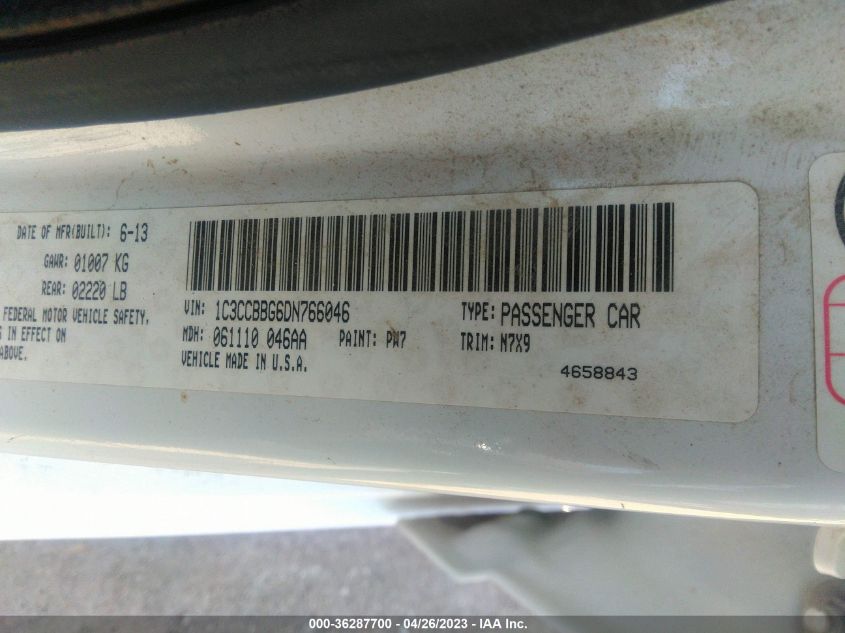 DATE OF MFR(BUILT): 6-13
GAWR: 01007 KG
REAR: 02220 LB
FEDERAL MOTOR VEHICLE SAFETY,
IN EFFECT ON
ABOVE.
VIN: 1C3CCBBG6DN766046
TYPE: PASSENGER CAR
MDH: 061110 046AA
PAINT: PW7
TRIM: N7X9
VEHICLE MADE IN U.S.A.
4658843
000-36287700 - 04/26/2023 - IAA Inc.